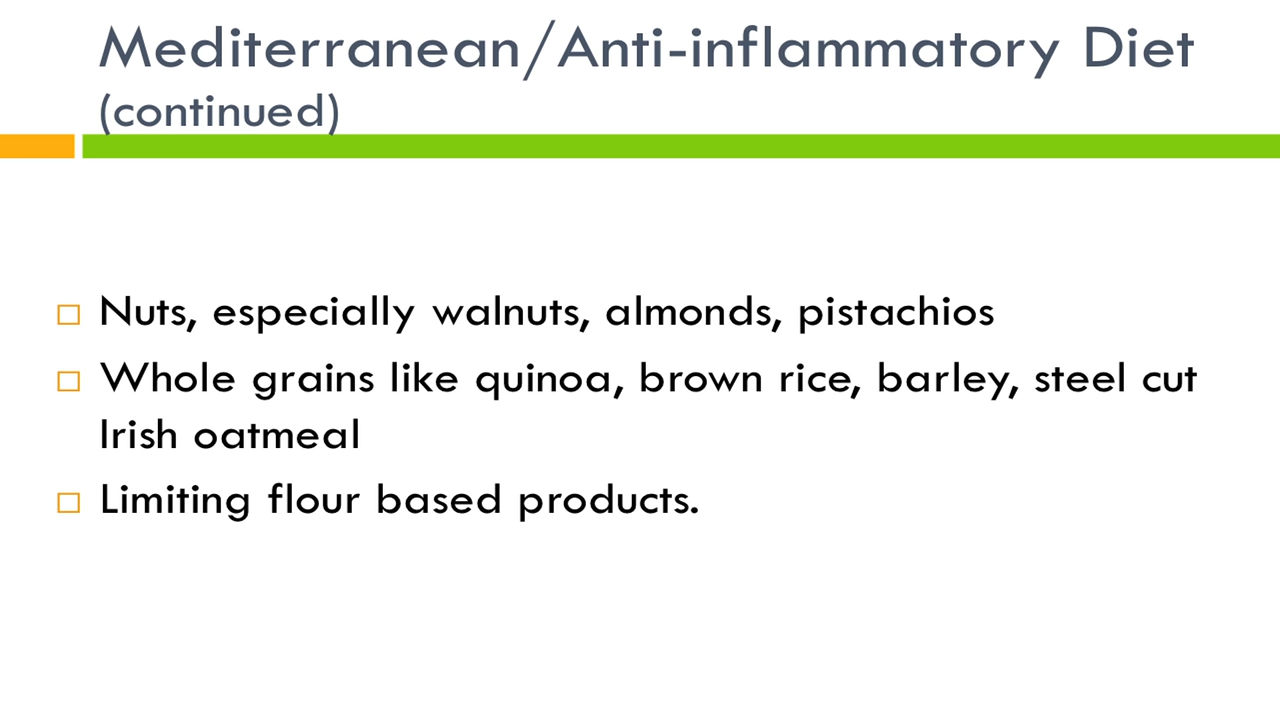 Mediterranean/Anti-inflammatory Diet
(continued)
Nuts, especially walnuts, almonds, pistachios
Whole grains like quinoa, brown rice, barley, steel cut
Irish oatmeal
Limiting flour based products.